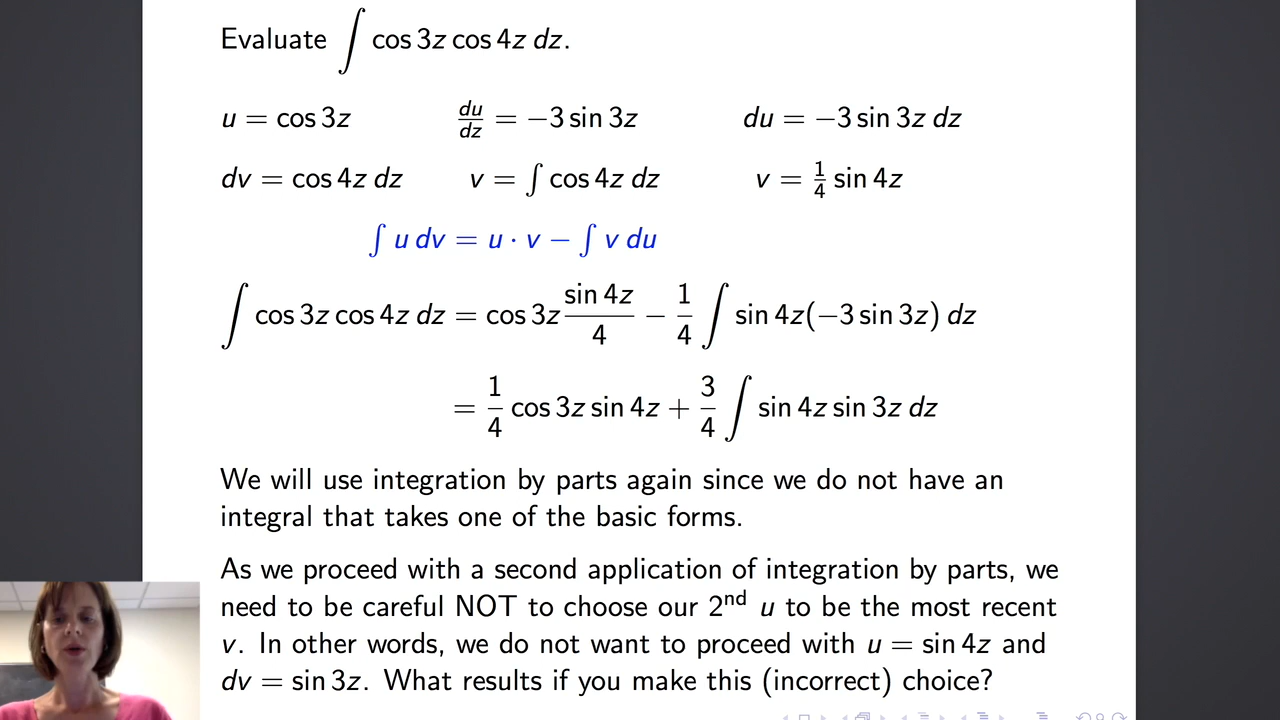 Evaluate ∫ cos 3z cos 4z dz.
u = cos 3z    du/dz = −3 sin 3z    du = −3 sin 3z dz
dv = cos 4z dz    v = ∫ cos 4z dz    v = 1/4 sin 4z
∫ u dv = u · v − ∫ v du
∫ cos 3z cos 4z dz = cos 3z sin 4z/4 − 1/4 ∫ sin 4z(−3 sin 3z) dz
= 1/4 cos 3z sin 4z + 3/4 ∫ sin 4z sin 3z dz
We will use integration by parts again since we do not have an
integral that takes one of the basic forms.
As we proceed with a second application of integration by parts, we
need to be careful NOT to choose our 2nd u to be the most recent
v. In other words, we do not want to proceed with u = sin 4z and
dv = sin 3z. What results if you make this (incorrect) choice?